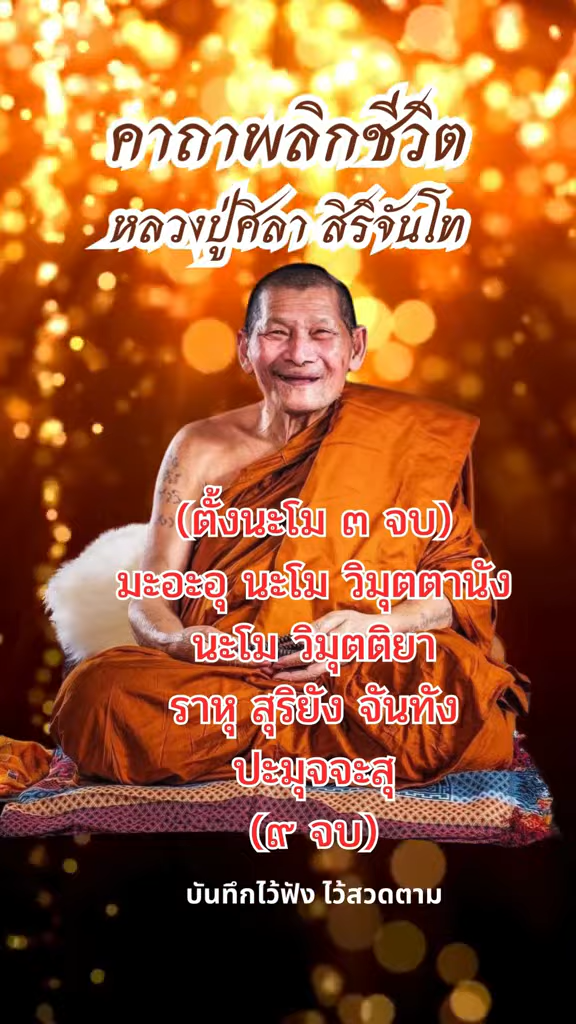 คาถาพลิกชีวิต
หลวงปู่ศิลา สิริจันโท
(ตั้งนะโม ๓ จบ)
มะอะอุ นะโม วิมุตตานัง
นะโม วิมุตติยา
ราหุ สุริยัง จันทัง
ปะมุจจะสุ
(๙ จบ)
บันทึกไว้ฟัง ไว้สวดตาม